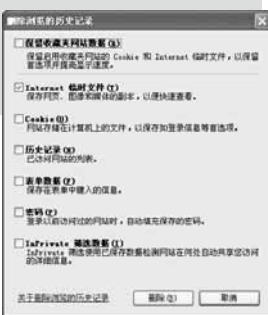 删除浏览的历史记录
保留收藏夹网站数据(R)
保留启用收藏夹网站的 Cookie 和 Internet 临时文件，以保留
首选项并提高显示速度。
Internet 临时文件(T)
保存网页、图像和媒体的副本，以便快速查看。
Cookie(O)
网站存储在计算机上的文件，以保存如登录信息等首选项。
历史记录(H)
已访问网站的列表。
表单数据(F)
保存在表单中键入的信息。
密码(P)
登录以前访问过的网站时，自动填充保存的密码。
InPrivate 筛选数据(I)
InPrivate 筛选使用已保存数据检测网站在何处自动共享您访问
的详细信息。
关于删除浏览的历史记录 删除(D) 取消